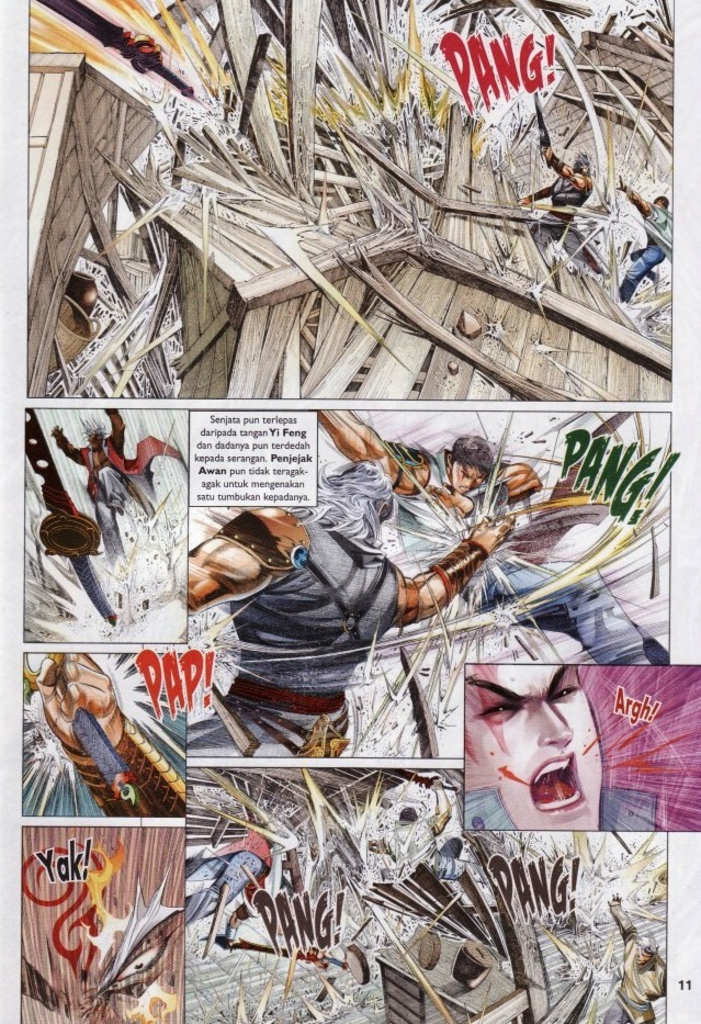 PANG!
Senjata pun terlepas
daripada tangan Yi Feng
dan dadanya pun terdedah
kepada serangan. Penjejak
Awan pun tidak teragak-
agak untuk mengenakan
satu tumbukan kepadanya.
PANG!
PAP!
Argh!
Yak!
PANG!
PANG!
11